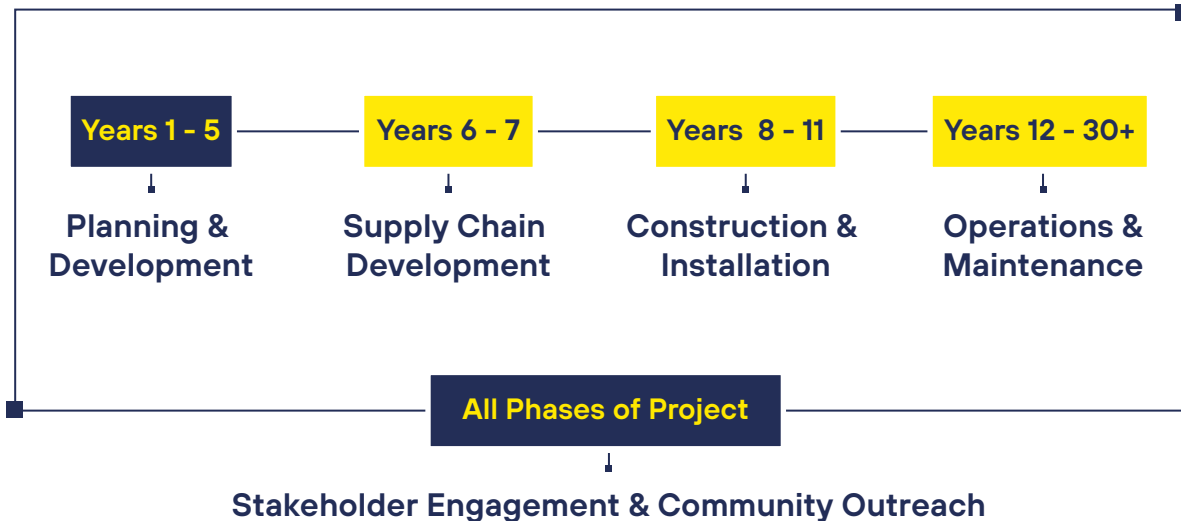 Years 1 - 5
Years 6 - 7
Years 8 - 11
Years 12 - 30+
Planning &
Development
Supply Chain
Development
Construction &
Installation
Operations &
Maintenance
All Phases of Project
Stakeholder Engagement & Community Outreach